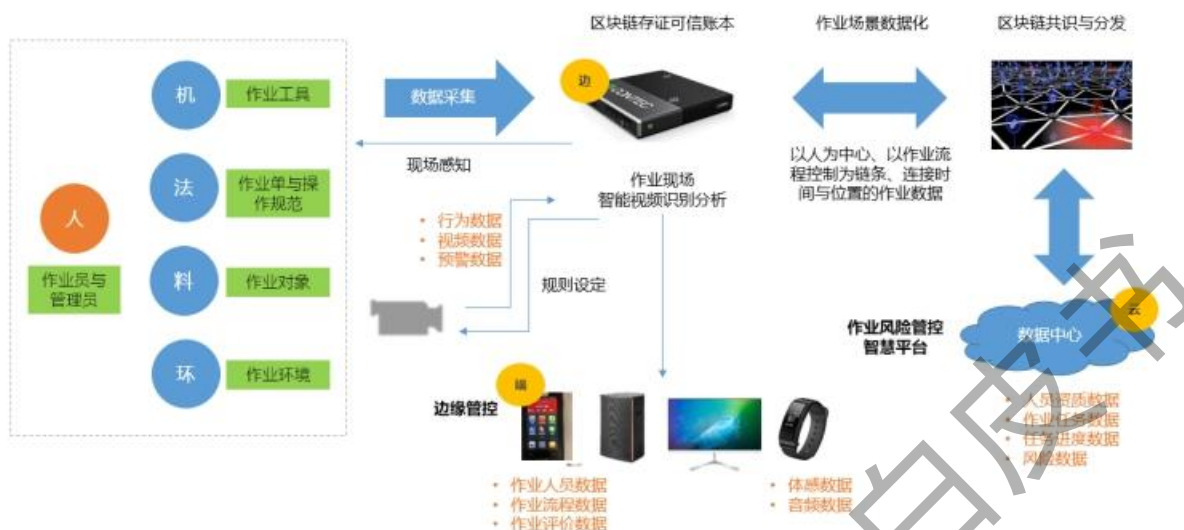 区块链存证可信账本
作业场景数据化
区块链共识与分发
机
作业工具
法
作业单与操
作规范
人
作业员与
管理员
料
作业对象
环
作业环境
数据采集
边
现场感知
作业现场
智能视频识别分析
以人为中心、以作业流
程控制为链条、连接时
间与位置的作业数据
• 行为数据
• 视频数据
• 预警数据
规则设定
作业风险管控
智慧平台
数据中心
云
• 人员资质数据
• 作业任务数据
• 任务进度数据
• 风险数据
边缘管控
端
• 作业人员数据
• 作业流程数据
• 作业评价数据
• 体感数据
• 音频数据
白皮书